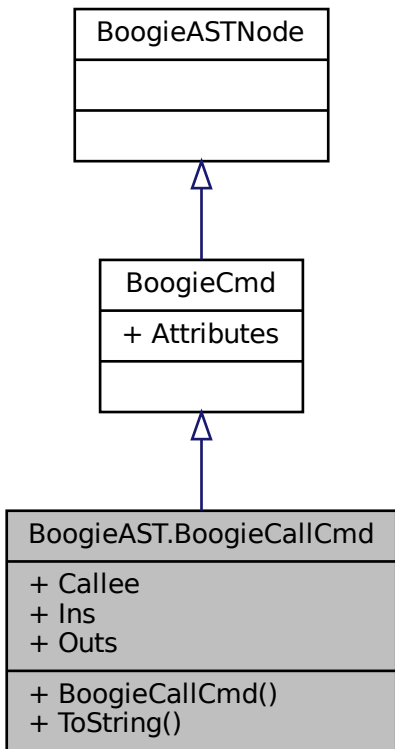 BoogieASTNode
BoogieCmd
+ Attributes
BoogieAST.BoogieCallCmd
+ Callee
+ Ins
+ Outs
+ BoogieCallCmd()
+ ToString()